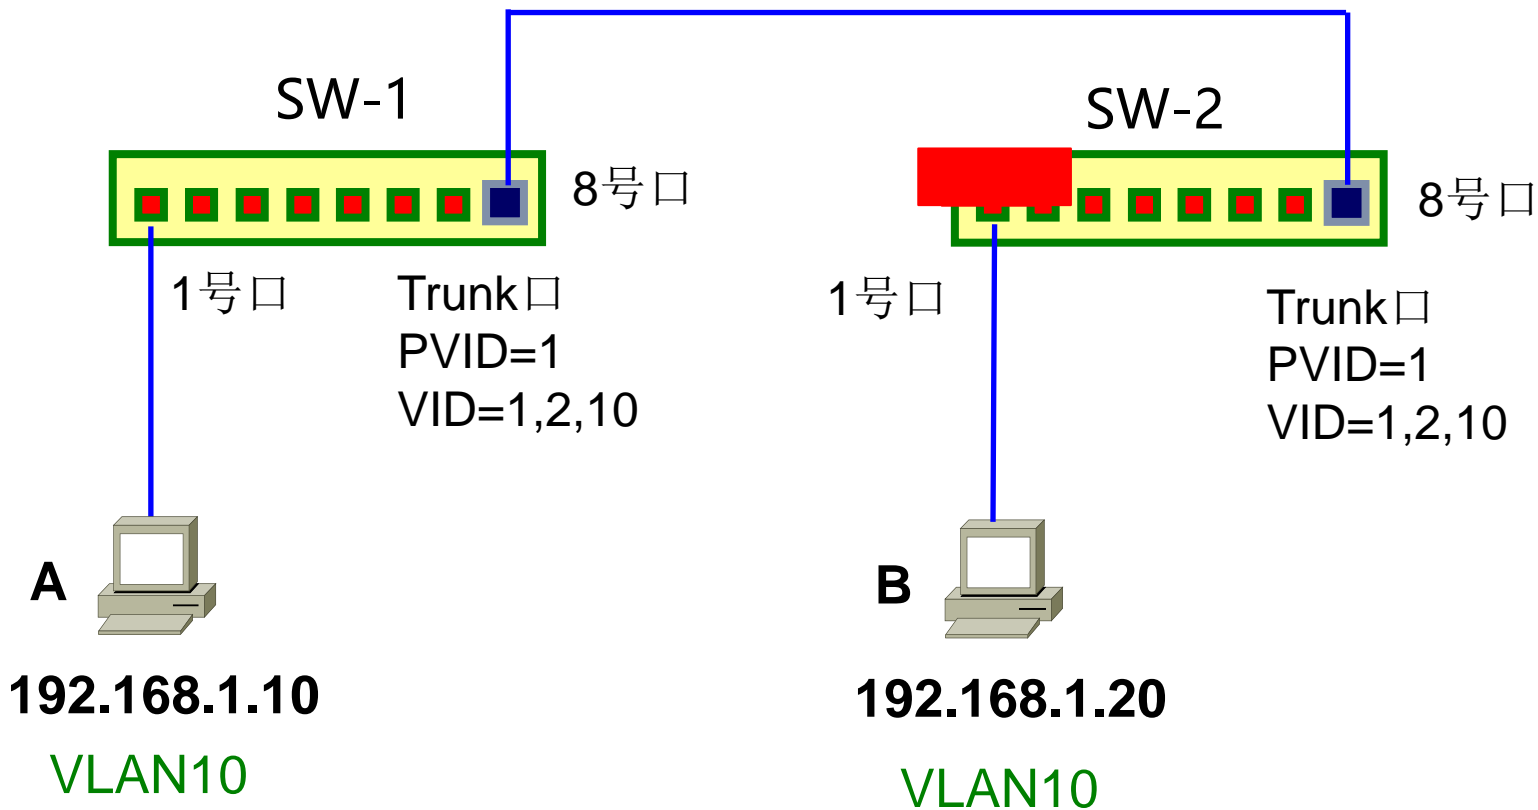 SW-1
SW-2
8号口
8号口
1号口
Trunk口
PVID=1
VID=1,2,10
1号口
Trunk口
PVID=1
VID=1,2,10
A
B
192.168.1.10
192.168.1.20
VLAN10
VLAN10